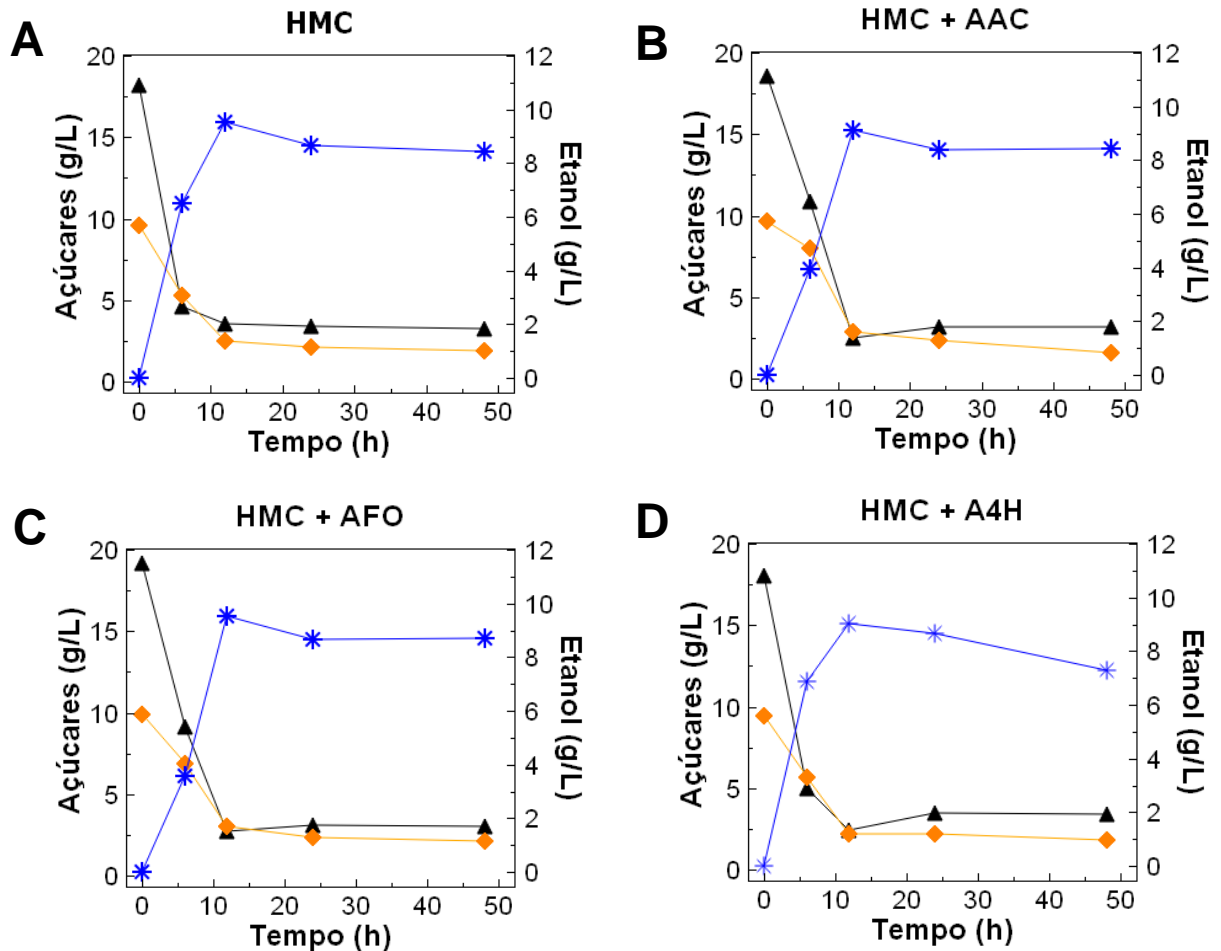 A
HMC
Açúcares (g/L)
20
15
10
5
0
12
10
8
6
4
2
0
Etanol (g/L)
0 10 20 30 40 50
Tempo (h)
B
HMC + AAC
Açúcares (g/L)
20
15
10
5
0
12
10
8
6
4
2
0
Etanol (g/L)
0 10 20 30 40 50
Tempo (h)
C
HMC + AFO
Açúcares (g/L)
20
15
10
5
0
12
10
8
6
4
2
0
Etanol (g/L)
0 10 20 30 40 50
Tempo (h)
D
HMC + A4H
Açúcares (g/L)
20
15
10
5
0
12
10
8
6
4
2
0
Etanol (g/L)
0 10 20 30 40 50
Tempo (h)